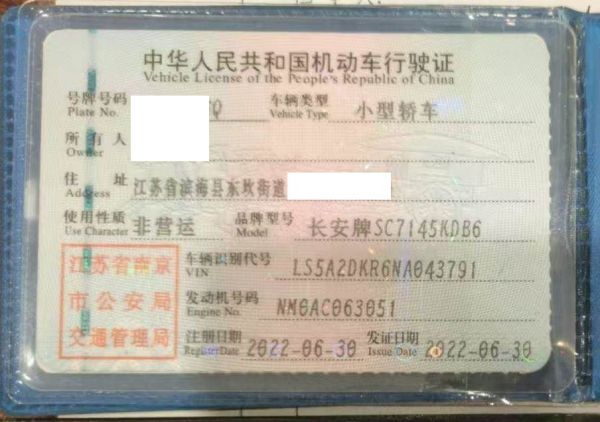 中华人民共和国机动车行驶证
Vehicle License of the People's Republic of China
号牌号码 Q 车辆类型 小型轿车
Plate No. Vehicle Type
所有人
Owner
住址 江苏省滨海县东坎街道
Address
使用性质 非营运 品牌型号 长安牌SC7145KDB6
Use Character Model
江苏省南京 车辆识别代号 LS5A2DKR6NA043791
VIN
市公安局 发动机号码 NM0AC063051
Engine No.
交通管理局 注册日期 2022-06-30 发证日期 2022-06-30
Register Date Issue Date